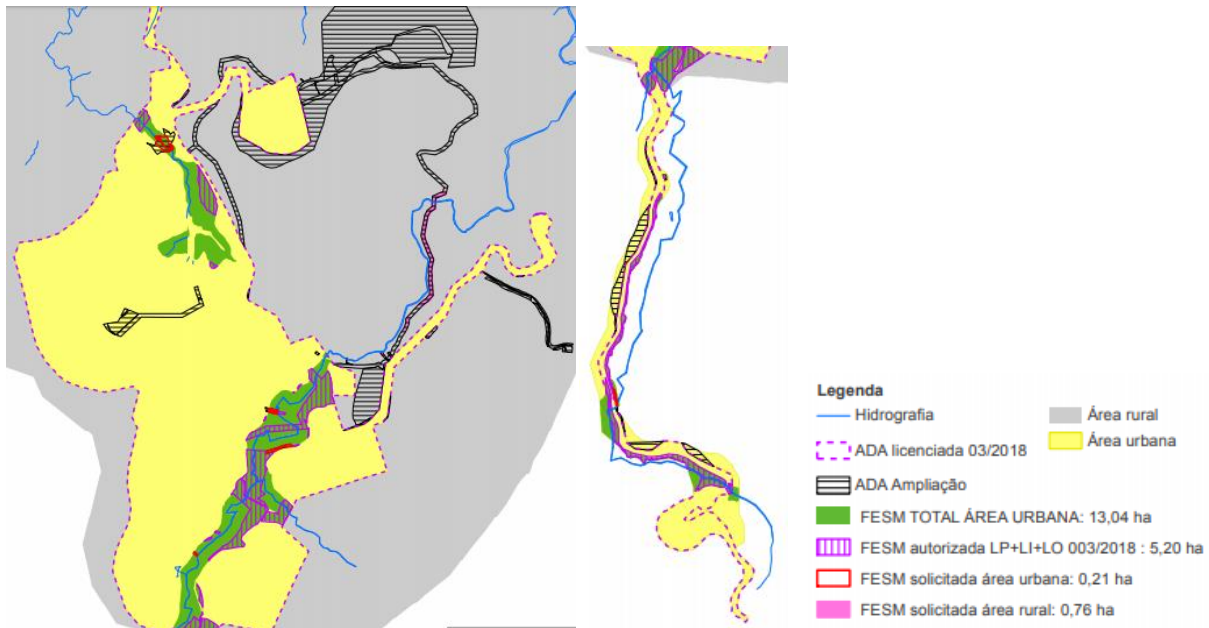 Legenda
Hidrografia
Área rural
ADA licenciada 03/2018
Área urbana
ADA Ampliação
FESM TOTAL ÁREA URBANA: 13,04 ha
FESM autorizada LP+LI+LO 003/2018 : 5,20 ha
FESM solicitada área urbana: 0,21 ha
FESM solicitada área rural: 0,76 ha